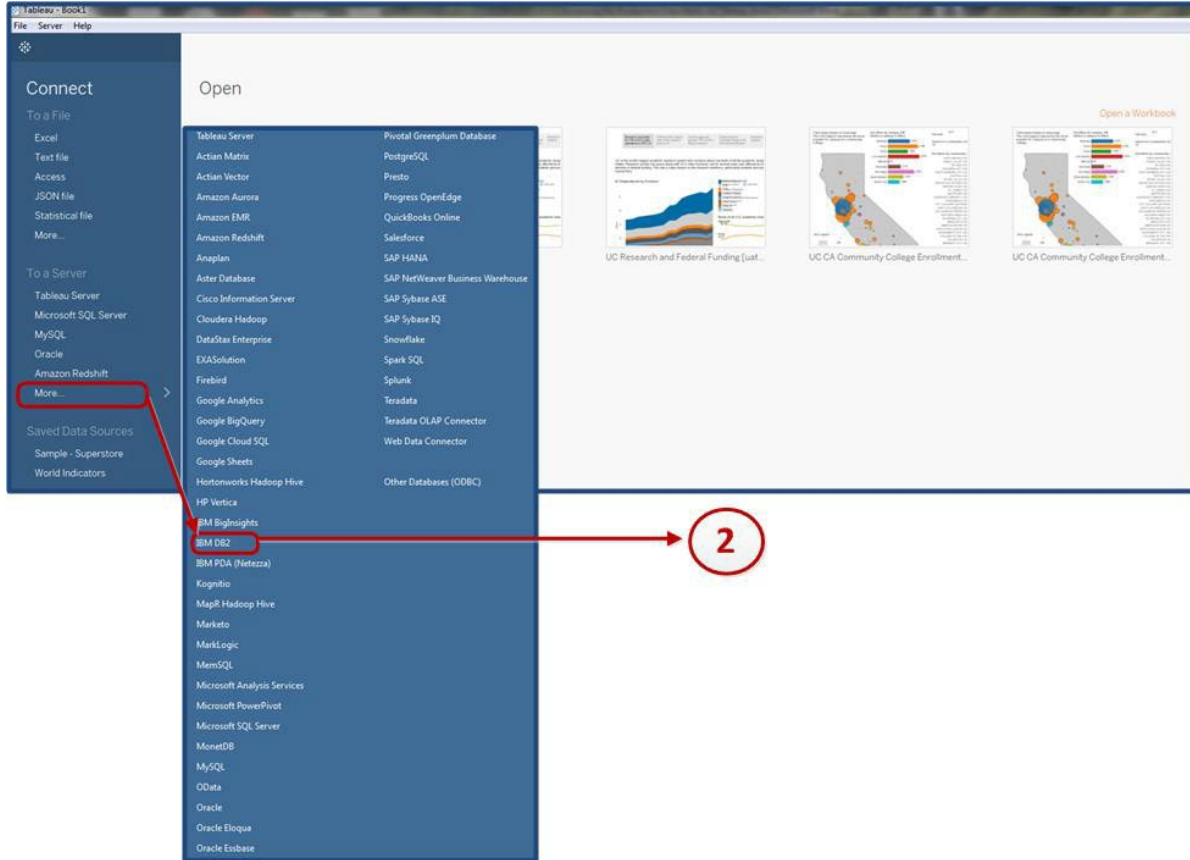 Tableau - Book1
File Server Help
Connect
To a File
Excel
Text file
Access
JSON file
Statistical file
More...
To a Server
Tableau Server
Microsoft SQL Server
MySQL
Oracle
Amazon Redshift
More...
Saved Data Sources
Sample - Superstore
World Indicators
Open
Open a Workbook
Tableau Server
Actian Matrix
Actian Vector
Amazon Aurora
Amazon EMR
Amazon Redshift
Anaplan
Aster Database
Cisco Information Server
Cloudera Hadoop
DataStax Enterprise
EXASolution
Firebird
Google Analytics
Google BigQuery
Google Cloud SQL
Google Sheets
Hortonworks Hadoop Hive
HP Vertica
IBM BigInsights
IBM DB2
IBM PDA (Netezza)
Kognitio
MapR Hadoop Hive
Marketo
MarkLogic
MemSQL
Microsoft Analysis Services
Microsoft PowerPivot
Microsoft SQL Server
MonetDB
MySQL
OData
Oracle
Oracle Eloqua
Oracle Essbase
Pivotal Greenplum Database
PostgreSQL
Presto
Progress OpenEdge
QuickBooks Online
Salesforce
SAP HANA
SAP NetWeaver Business Warehouse
SAP Sybase ASE
SAP Sybase IQ
Snowflake
Spark SQL
Splunk
Teradata
Teradata OLAP Connector
Web Data Connector
Other Databases (ODBC)
UC Research and Federal Funding [uat...
UC CA Community College Enrollment...
UC CA Community College Enrollment...
2